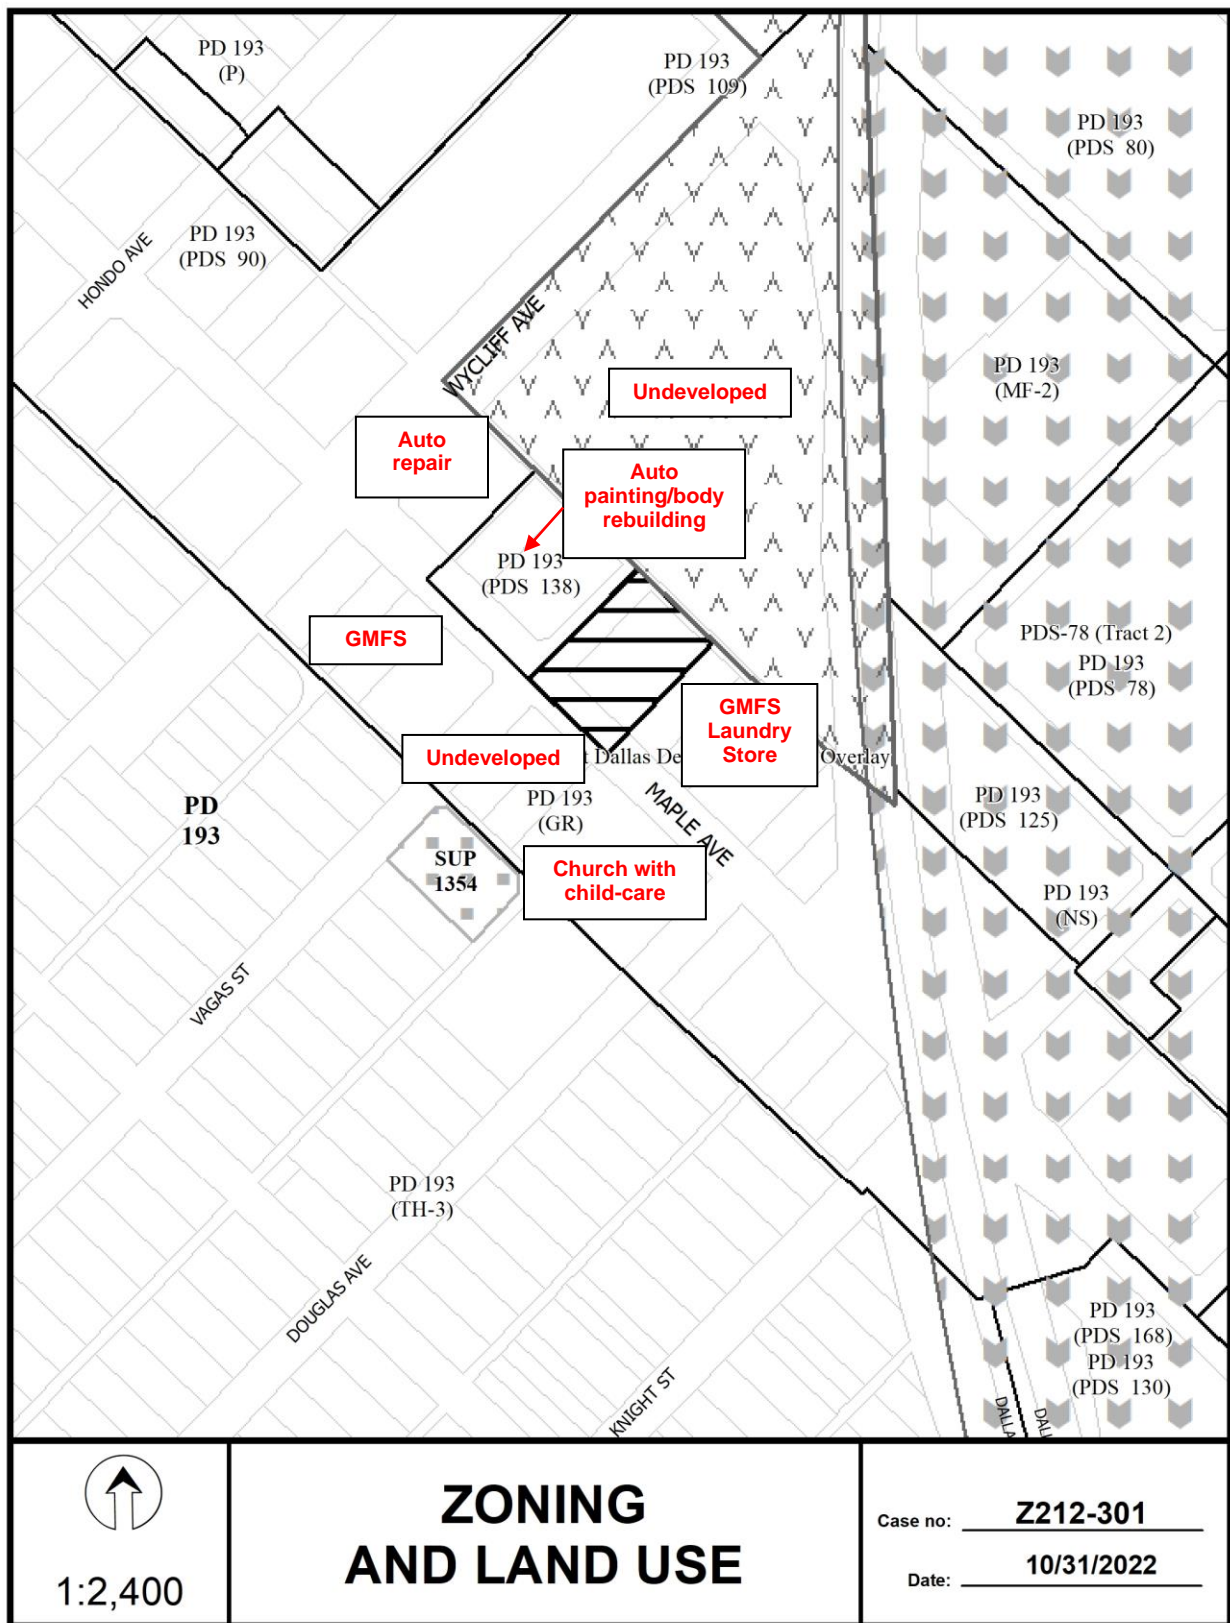 PD 193
(P)
PD 193
(PDS 109)
PD 193
(PDS 80)
HONDO AVE
PD 193
(PDS 90)
WYCLIFF AVE
PD 193
(MF-2)
Undeveloped
Auto
repair
Auto
painting/body
rebuilding
PD 193
(PDS 138)
GMFS
PDS-78 (Tract 2)
PD 193
(PDS 78)
GMFS
Laundry
Store
Undeveloped
t Dallas De
Overlay
PD
193
PD 193
(GR)
MAPLE AVE
PD 193
(PDS 125)
SUP
1354
Church with
child-care
PD 193
(NS)
VAGAS ST
PD 193
(TH-3)
DOUGLAS AVE
KNIGHT ST
PD 193
(PDS 168)
PD 193
(PDS 130)
DALLA
DALL
1:2,400
ZONING
AND LAND USE
Case no: Z212-301
Date: 10/31/2022